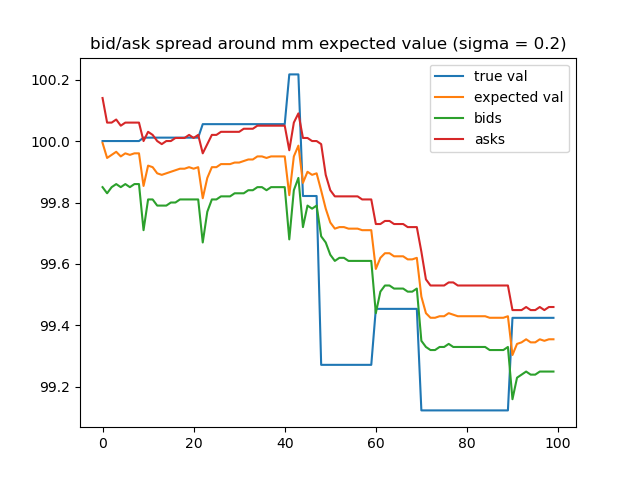 bid/ask spread around mm expected value (sigma = 0.2)
true val
expected val
bids
asks
100.2
100.0
99.8
99.6
99.4
99.2
0 20 40 60 80 100